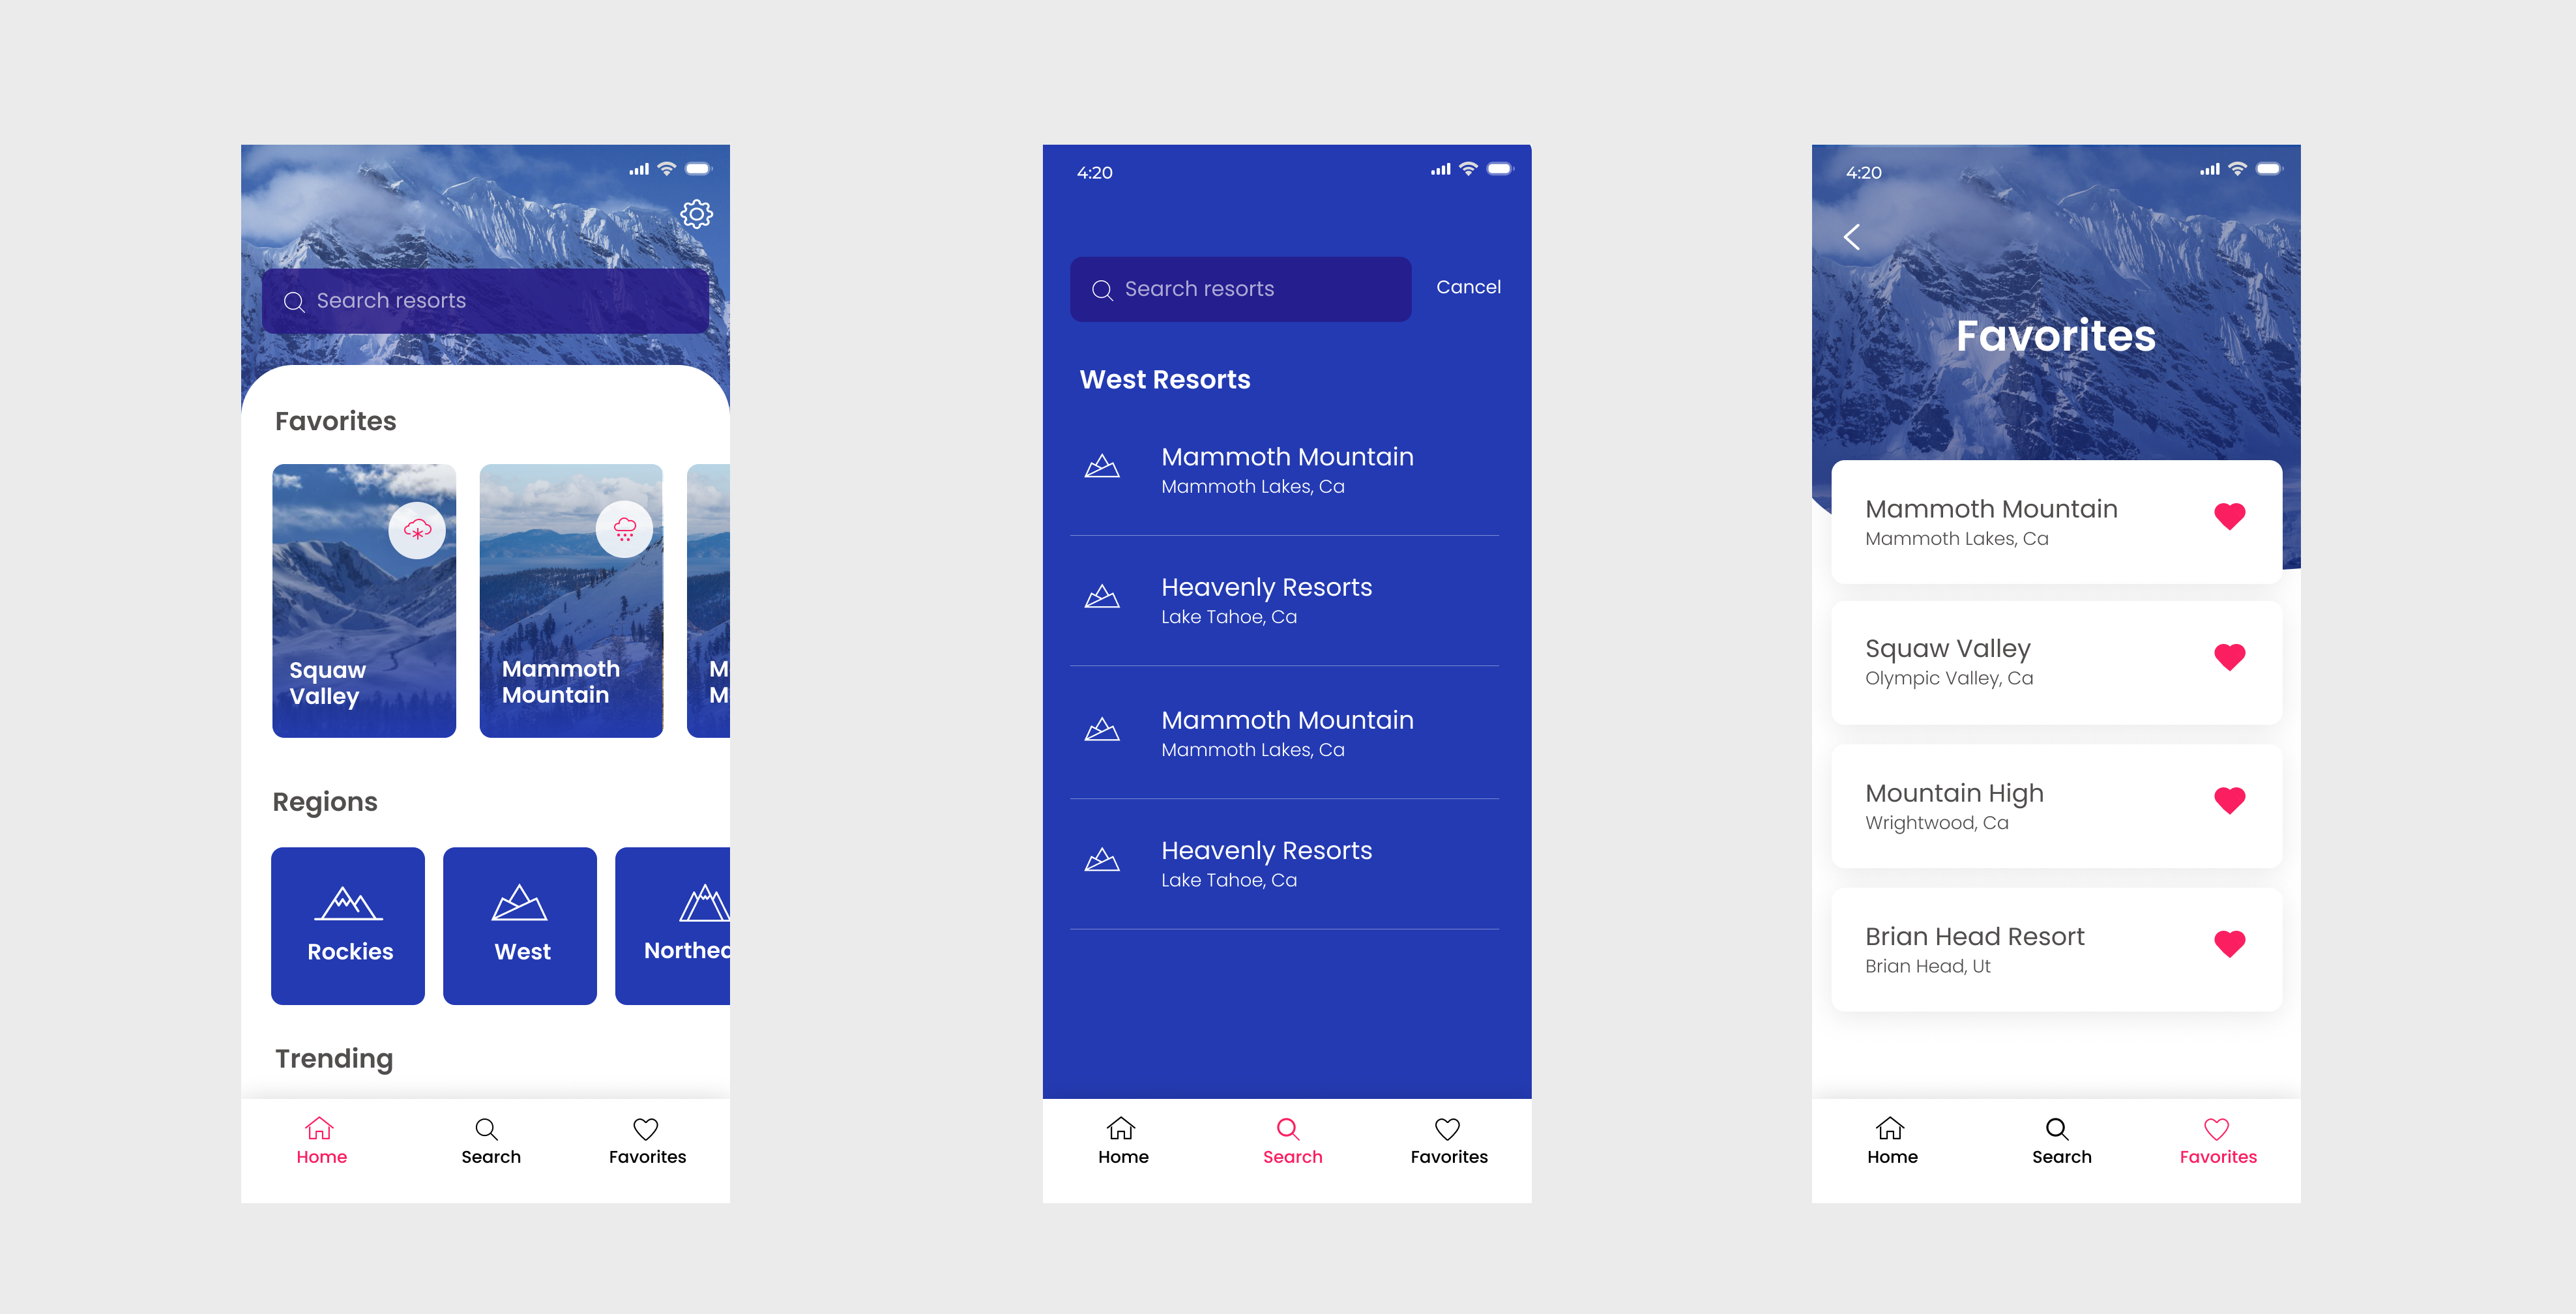 Search resorts
Favorites
Squaw
Valley
Mammoth
Mountain
M
M
Regions
Rockies
West
Northea
Trending
Home
Search
Favorites
4:20
Search resorts
Cancel
West Resorts
Mammoth Mountain
Mammoth Lakes, Ca
Heavenly Resorts
Lake Tahoe, Ca
Mammoth Mountain
Mammoth Lakes, Ca
Heavenly Resorts
Lake Tahoe, Ca
Home
Search
Favorites
4:20
Favorites
Mammoth Mountain
Mammoth Lakes, Ca
Squaw Valley
Olympic Valley, Ca
Mountain High
Wrightwood, Ca
Brian Head Resort
Brian Head, Ut
Home
Search
Favorites